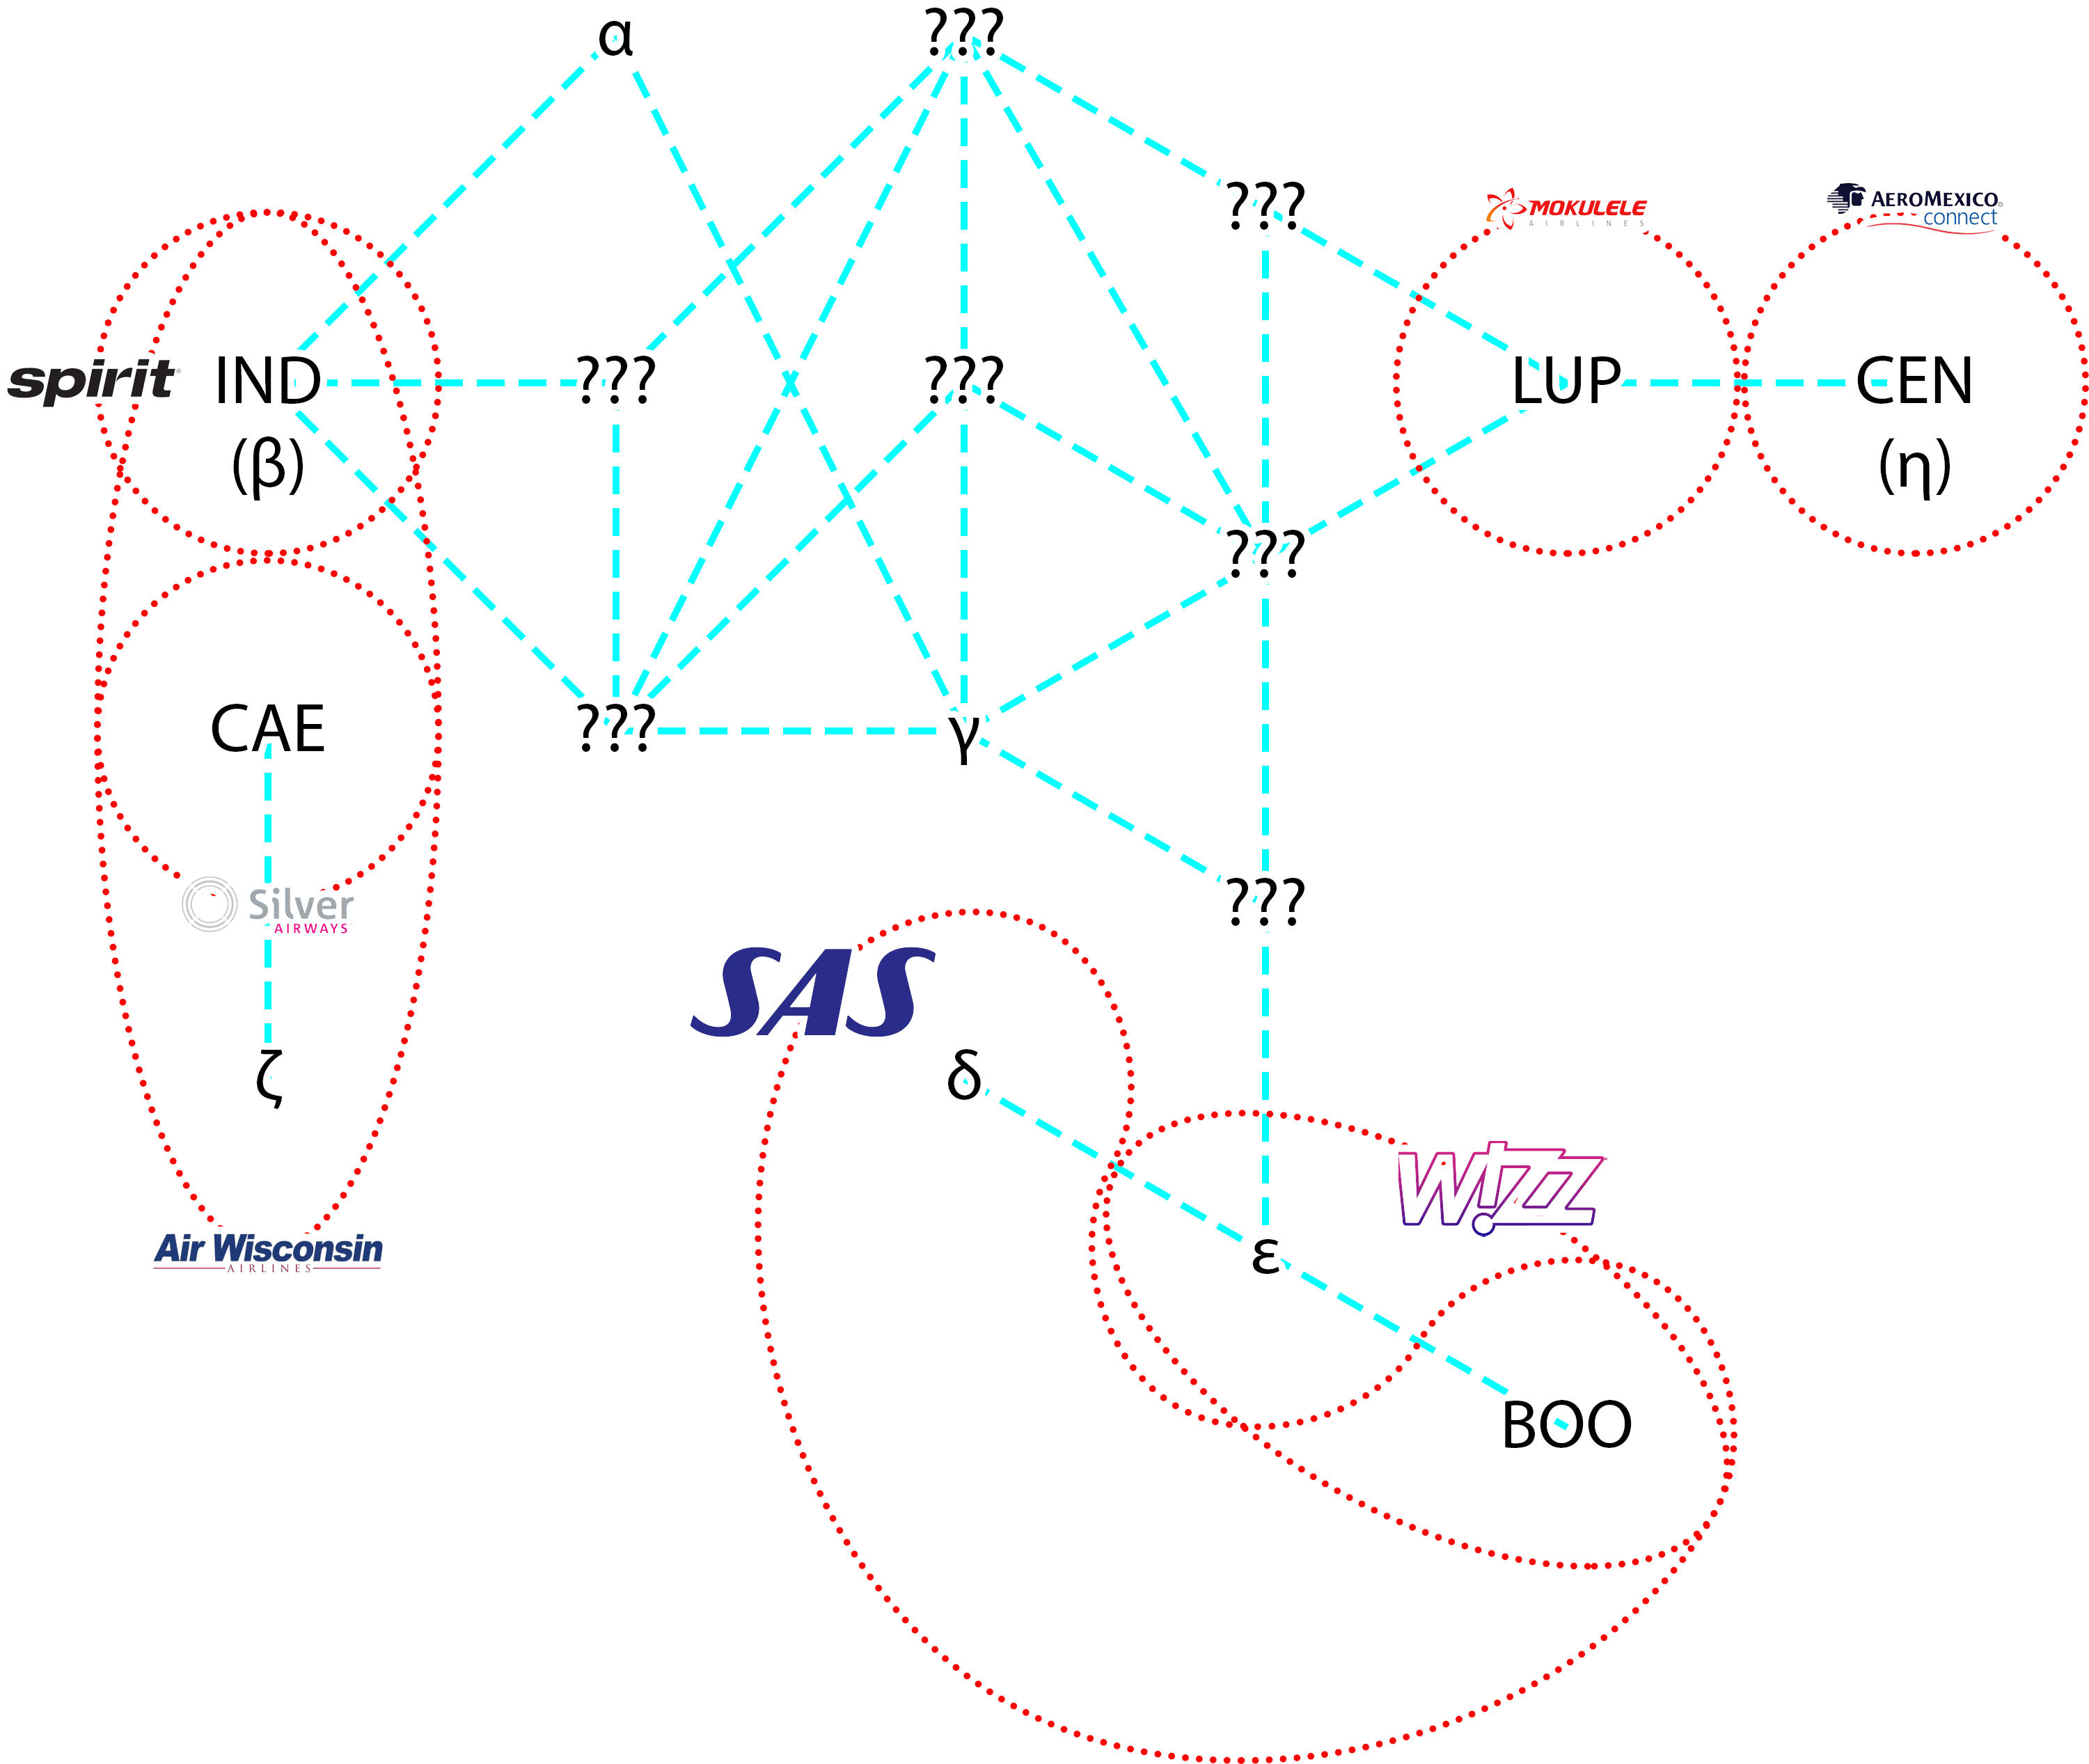 α
???
???
MOKULELE
AIRLINES
AEROMEXICO
connect
spirit
IND
(β)
???
???
LUP
CEN
(η)
???
CAE
???
γ
Silver
AIRWAYS
???
SAS
ζ
δ
Wizz
ε
Air Wisconsin
AIRLINES
BOO